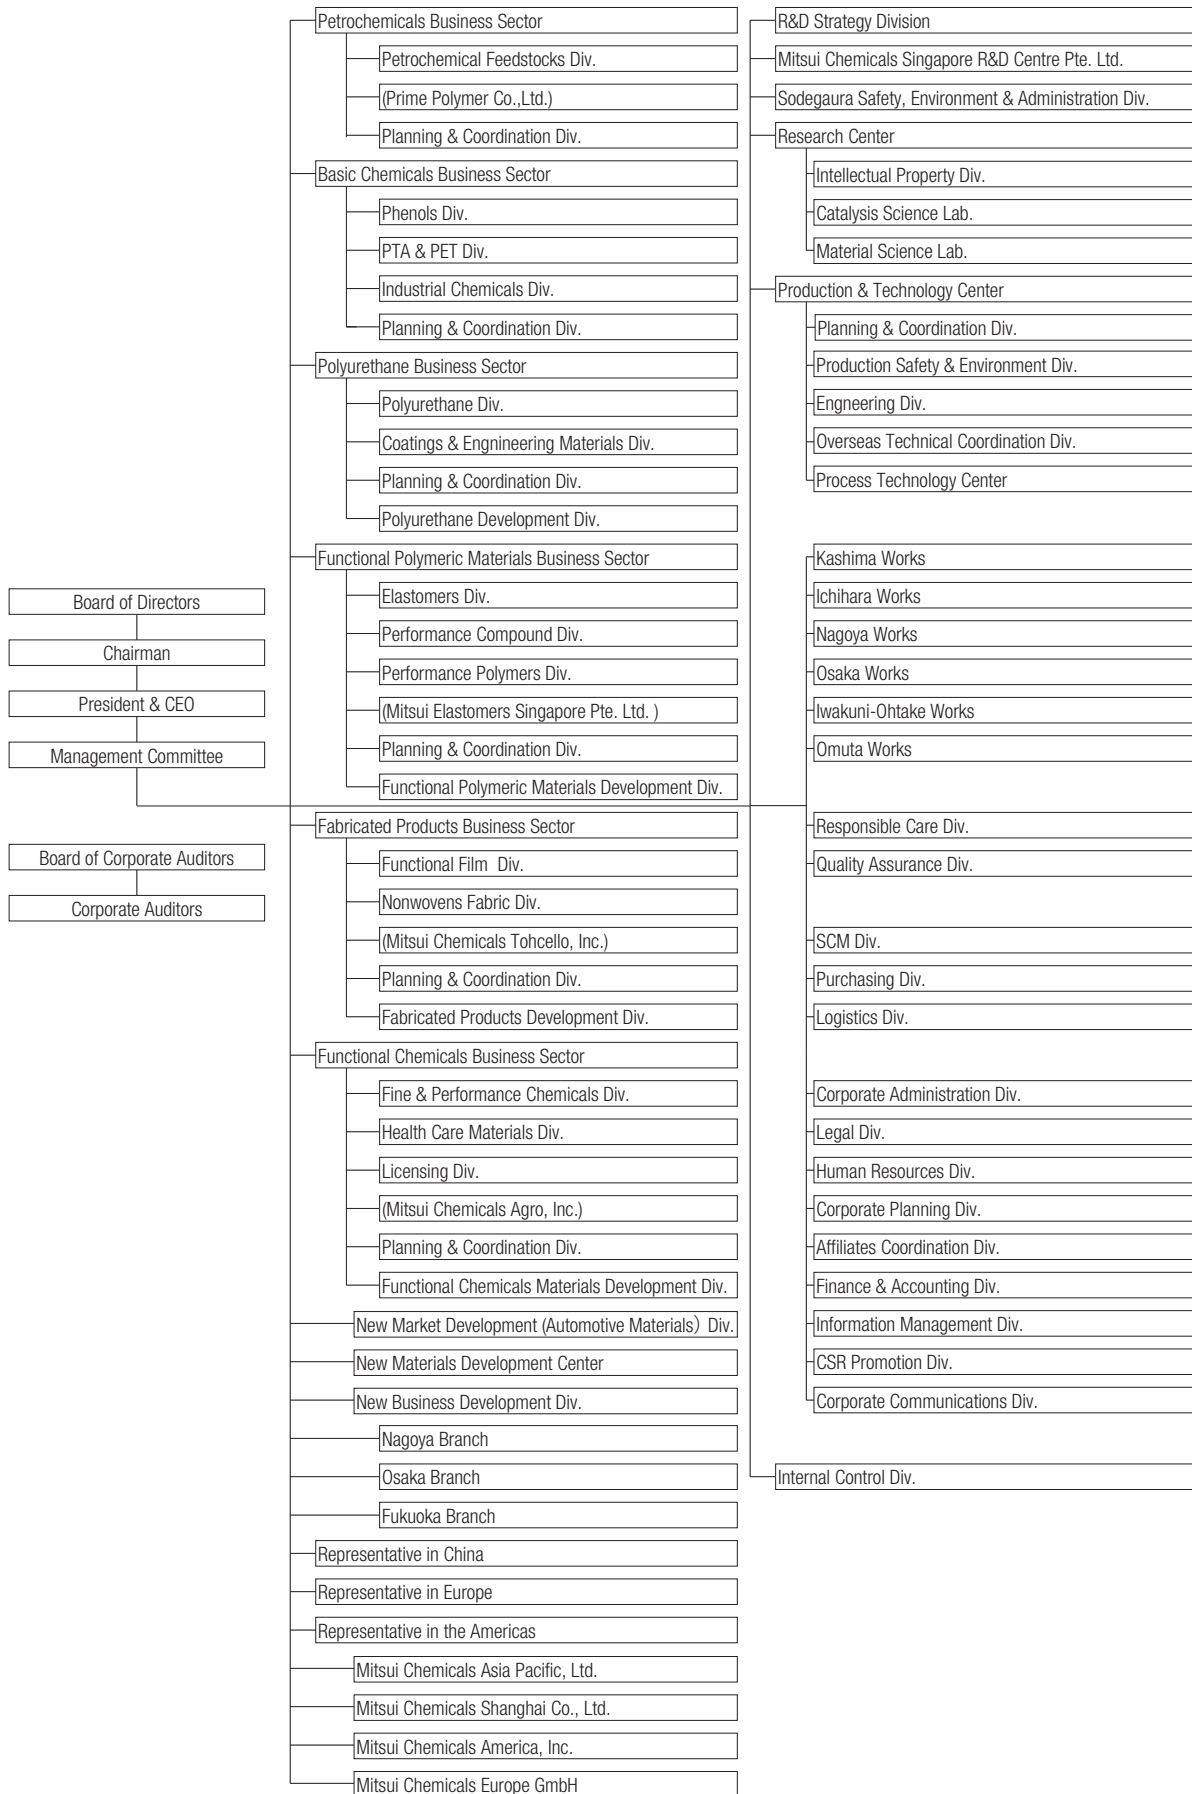 Board of Directors
Chairman
President & CEO
Management Committee
Board of Corporate Auditors
Corporate Auditors
Petrochemicals Business Sector
Petrochemical Feedstocks Div.
(Prime Polymer Co.,Ltd.)
Planning & Coordination Div.
Basic Chemicals Business Sector
Phenols Div.
PTA & PET Div.
Industrial Chemicals Div.
Planning & Coordination Div.
Polyurethane Business Sector
Polyurethane Div.
Coatings & Engnineering Materials Div.
Planning & Coordination Div.
Polyurethane Development Div.
Functional Polymeric Materials Business Sector
Elastomers Div.
Performance Compound Div.
Performance Polymers Div.
(Mitsui Elastomers Singapore Pte. Ltd. )
Planning & Coordination Div.
Functional Polymeric Materials Development Div.
Fabricated Products Business Sector
Functional Film  Div.
Nonwovens Fabric Div.
(Mitsui Chemicals Tohcello, Inc.)
Planning & Coordination Div.
Fabricated Products Development Div.
Functional Chemicals Business Sector
Fine & Performance Chemicals Div.
Health Care Materials Div.
Licensing Div.
(Mitsui Chemicals Agro, Inc.)
Planning & Coordination Div.
Functional Chemicals Materials Development Div.
New Market Development (Automotive Materials）Div.
New Materials Development Center
New Business Development Div.
Nagoya Branch
Osaka Branch
Fukuoka Branch
Representative in China
Representative in Europe
Representative in the Americas
Mitsui Chemicals Asia Pacific, Ltd.
Mitsui Chemicals Shanghai Co., Ltd.
Mitsui Chemicals America, Inc.
Mitsui Chemicals Europe GmbH
R&D Strategy Division
Mitsui Chemicals Singapore R&D Centre Pte. Ltd.
Sodegaura Safety, Environment & Administration Div.
Research Center
Intellectual Property Div.
Catalysis Science Lab.
Material Science Lab.
Production & Technology Center
Planning & Coordination Div.
Production Safety & Environment Div.
Engneering Div.
Overseas Technical Coordination Div.
Process Technology Center
Kashima Works
Ichihara Works
Nagoya Works
Osaka Works
Iwakuni-Ohtake Works
Omuta Works
Responsible Care Div.
Quality Assurance Div.
SCM Div.
Purchasing Div.
Logistics Div.
Corporate Administration Div.
Legal Div.
Human Resources Div.
Corporate Planning Div.
Affiliates Coordination Div.
Finance & Accounting Div.
Information Management Div.
CSR Promotion Div.
Corporate Communications Div.
Internal Control Div.